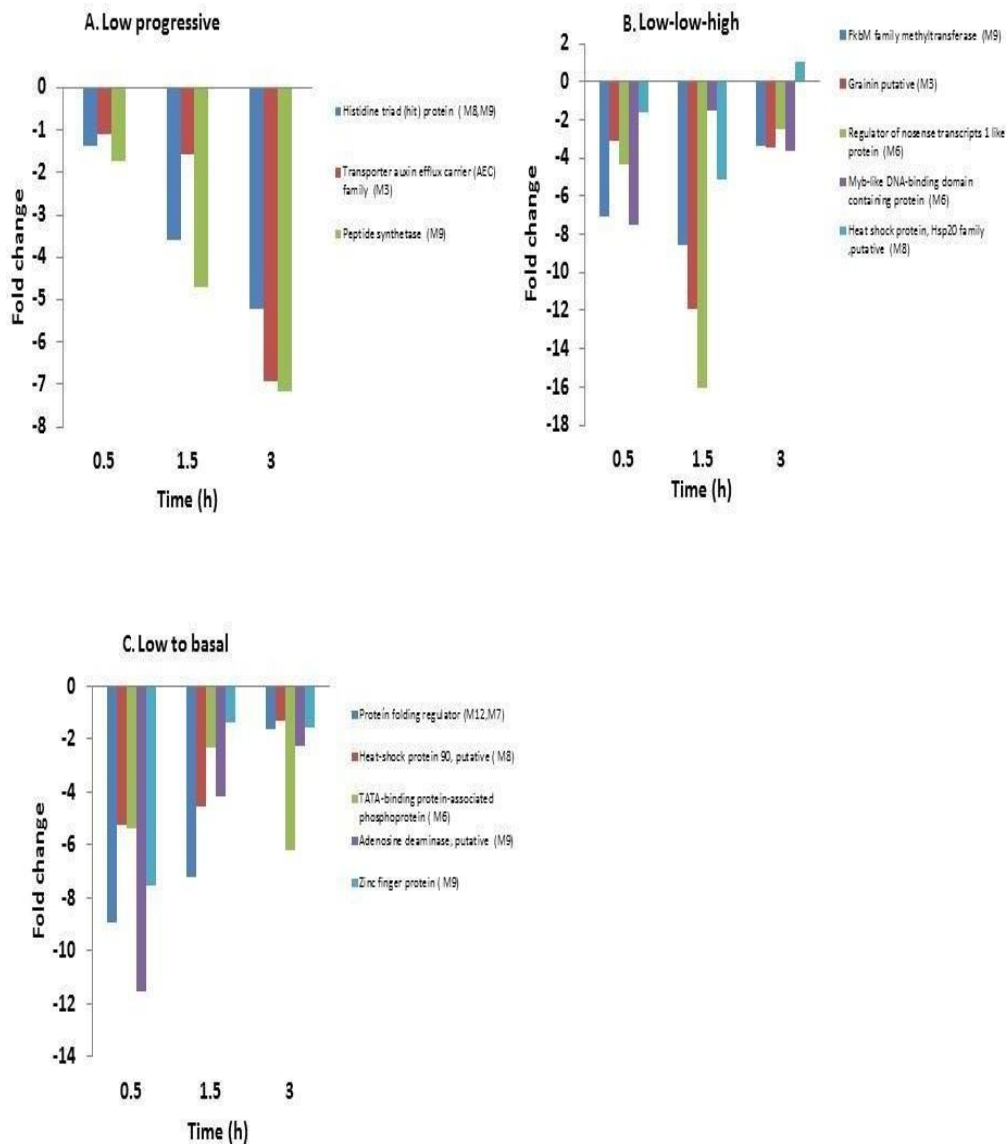 A. Low progressive
0
-1
-2
-3
-4
-5
-6
-7
-8
Fold change
0.5 1.5 3
Time (h)
Histidine triad (hit) protein ( M8,M9)
Transporter auxin efflux carrier (AEC)
family (M3)
Peptide synthetase (M9)
B. Low-low-high
2
0
-2
-4
-6
-8
-10
-12
-14
-16
-18
Fold change
0.5 1.5 3
Time (h)
FkbM family methyltransferase (M9)
Grainin putative (M3)
Regulator of nosense transcripts 1 like
protein (M6)
Myb-like DNA-binding domain
containing protein (M6)
Heat shock protein, Hsp20 family
,putative (M8)
C. Low to basal
0
-2
-4
-6
-8
-10
-12
-14
Fold change
0.5 1.5 3
Time (h)
Protein folding regulator (M12,M7)
Heat-shock protein 90, putative ( M8)
TATA-binding protein-associated
phosphoprotein ( M6)
Adenosine deaminase, putative (M9)
Zinc finger protein ( M9)